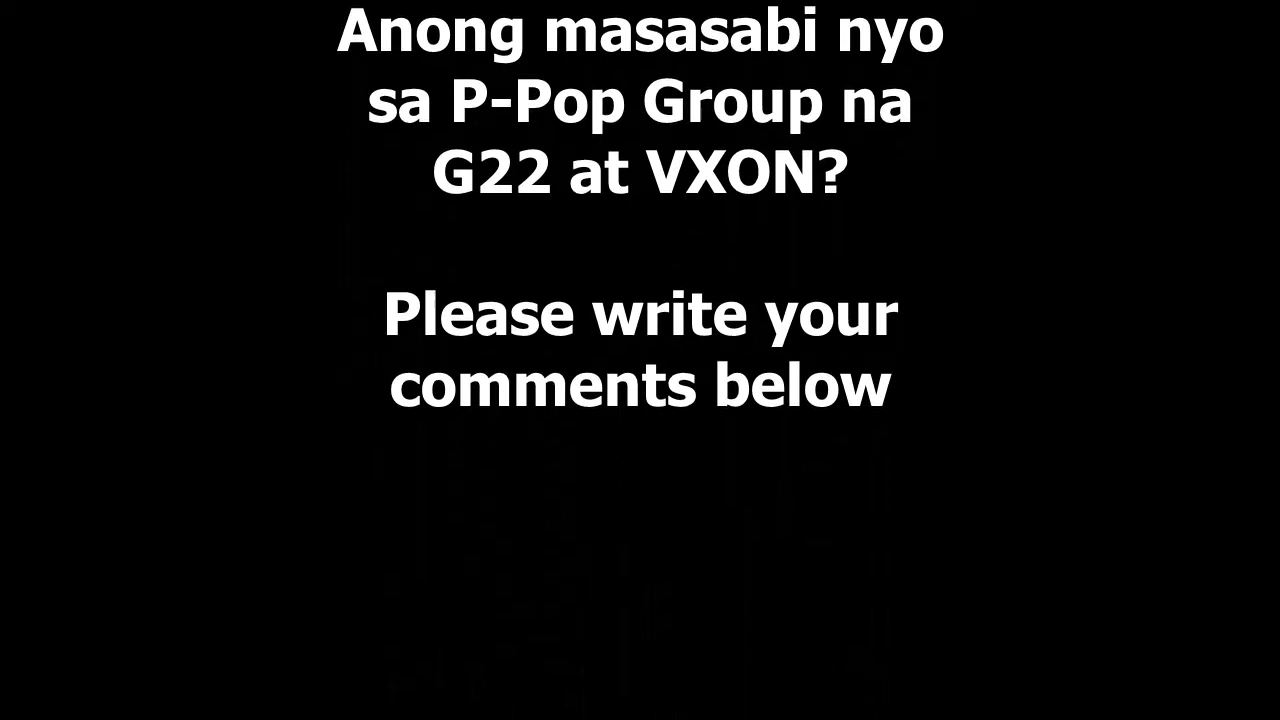 Anong masasabi nyo
sa P-Pop Group na
G22 at VXON?
Please write your
comments below